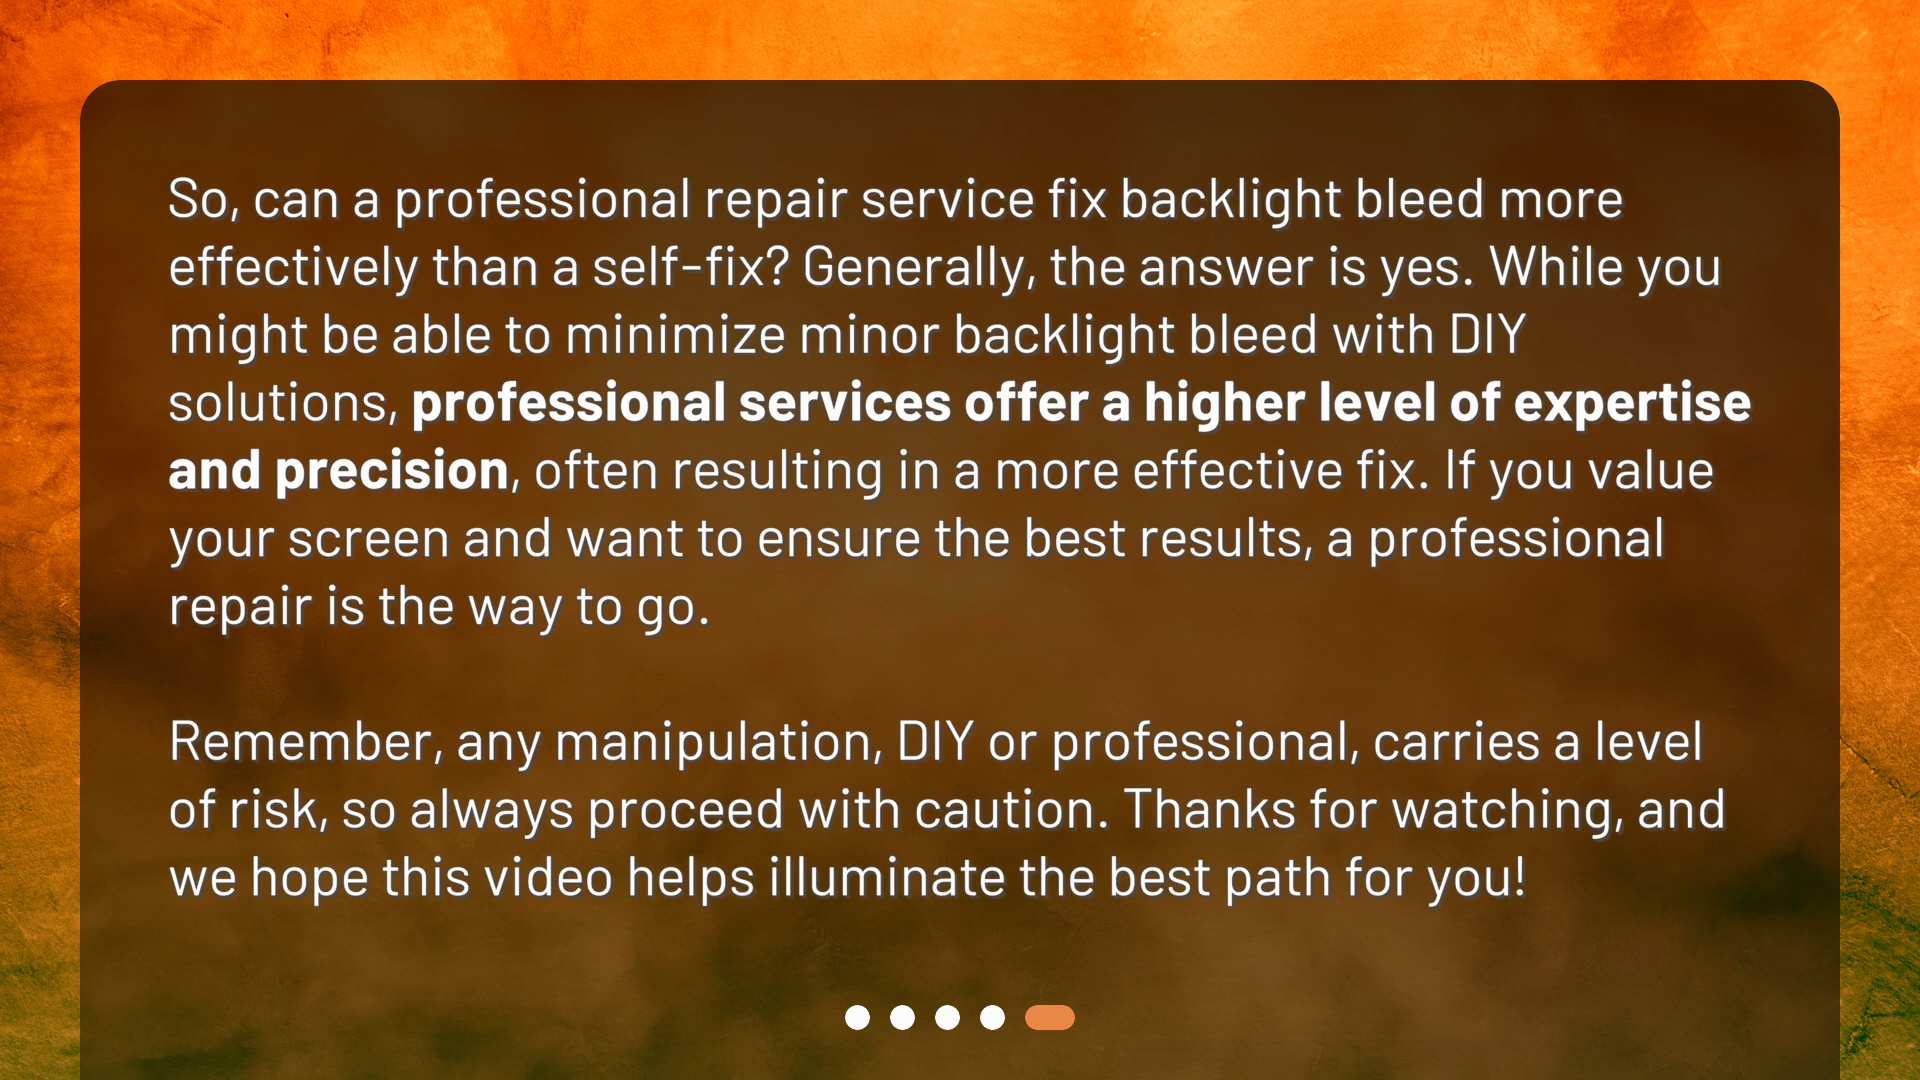 So, can a professional repair service fix backlight bleed more
effectively than a self-fix? Generally, the answer is yes. While you
might be able to minimize minor backlight bleed with DIY
solutions, professional services offer a higher level of expertise
and precision, often resulting in a more effective fix. If you value
your screen and want to ensure the best results, a professional
repair is the way to go.
Remember, any manipulation, DIY or professional, carries a level
of risk, so always proceed with caution. Thanks for watching, and
we hope this video helps illuminate the best path for you!